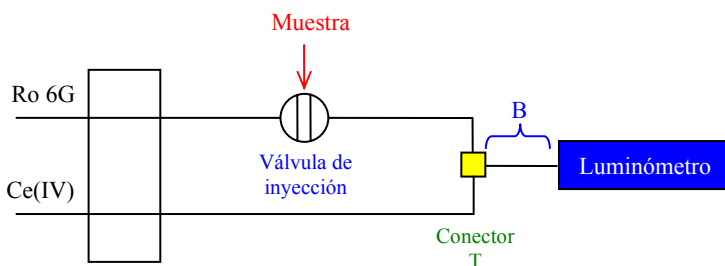 Muestra
Ro 6G
B
Válvula de
inyección
Luminómetro
Ce(IV)
Conector
T